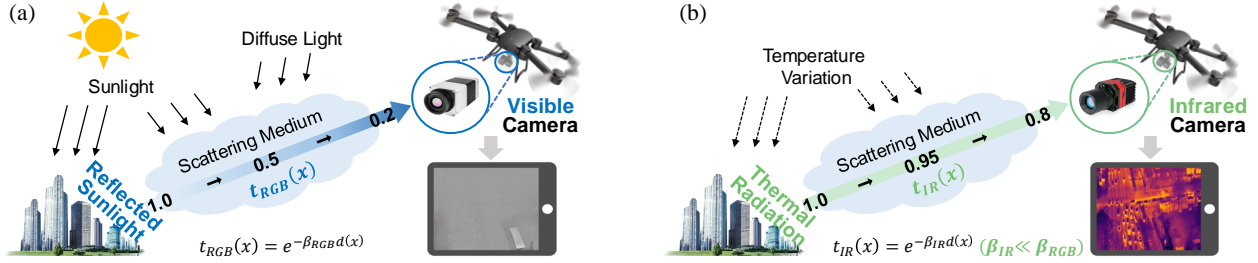 (a)
Diffuse Light
Sunlight
Scattering Medium
1.0 → 0.5 → 0.2
t_RGB(x)
Reflected
Sunlight
Visible
Camera
t_RGB(x) = e^{-β_RGB d(x)}
(b)
Temperature
Variation
Scattering Medium
1.0 → 0.95 → 0.8
t_IR(x)
Thermal
Radiation
Infrared
Camera
t_IR(x) = e^{-β_IR d(x)} (β_IR ≪ β_RGB)